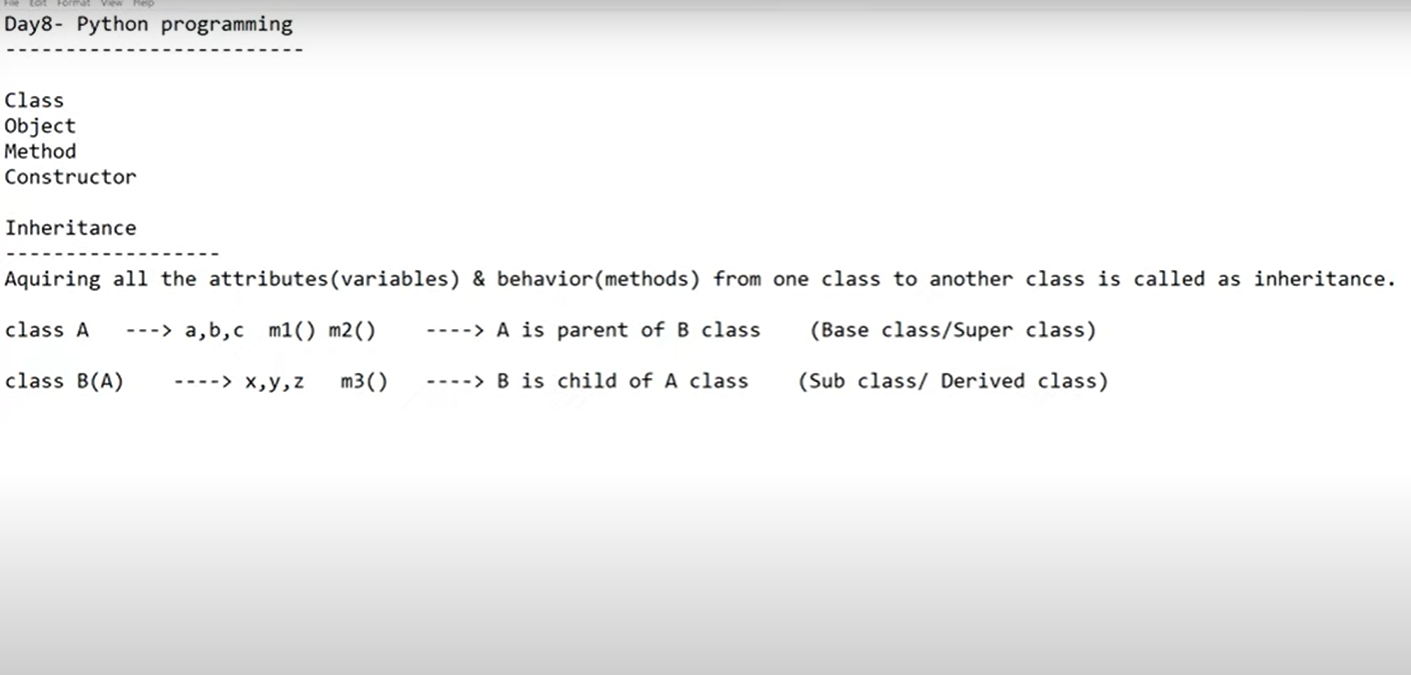 File Edit Format View Help
Day8- Python programming
-------------------------
Class
Object
Method
Constructor
Inheritance
------------------
Aquiring all the attributes(variables) & behavior(methods) from one class to another class is called as inheritance.
class A ---> a,b,c m1() m2() ----> A is parent of B class (Base class/Super class)
class B(A) ----> x,y,z m3() ----> B is child of A class (Sub class/ Derived class)